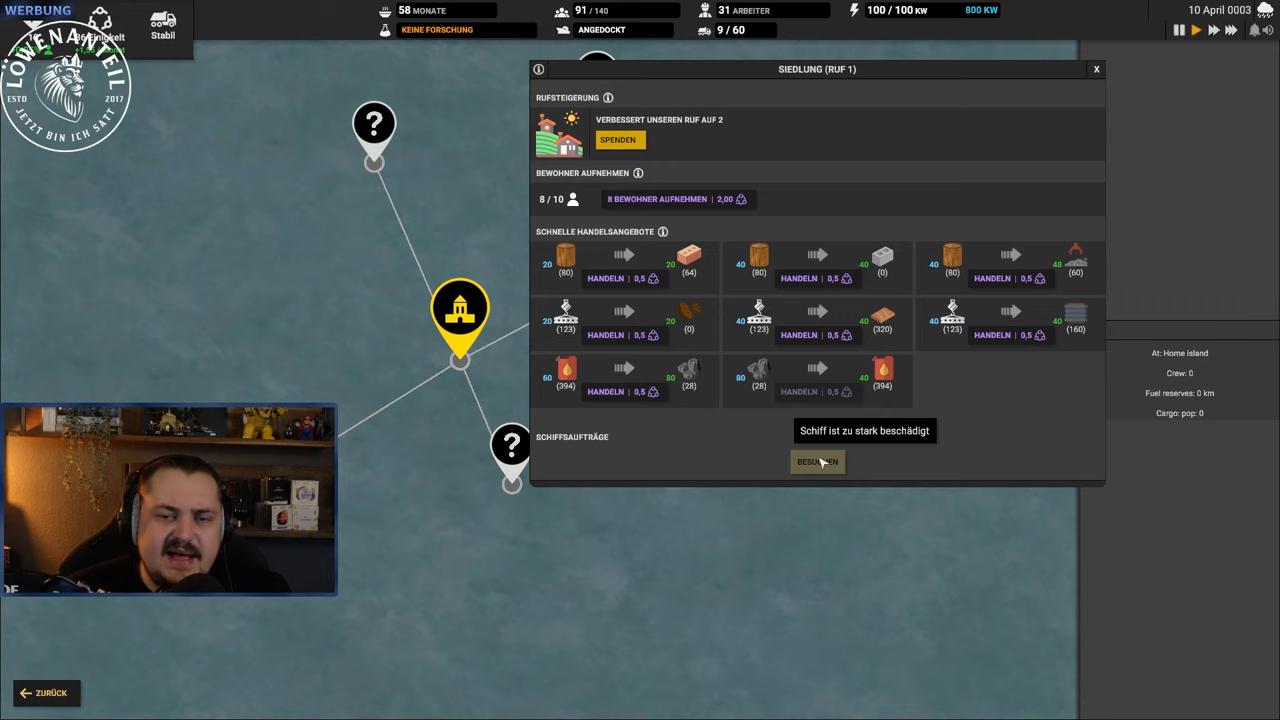 WERBUNG
LÖWENANTEIL
ESTD 2017
JETZT BIN ICH SATT
Einigkeit
Stabil
58 MONATE
KEINE FORSCHUNG
91 / 140
ANGEDOCKT
31 ARBEITER
9 / 60
100 / 100 KW
800 KW
10 April 0003
SIEDLUNG (RUF 1)
X
RUFSTEIGERUNG
VERBESSERT UNSEREN RUF AUF 2
SPENDEN
BEWOHNER AUFNEHMEN
8 / 10
8 BEWOHNER AUFNEHMEN | 2,00
SCHNELLE HANDELSANGEBOTE
20 (80) HANDELN | 0,5 20 (64)
40 (80) HANDELN | 0,5 40 (0)
40 (80) HANDELN | 0,5 48 (60)
20 (123) HANDELN | 0,5 20 (0)
40 (123) HANDELN | 0,5 40 (320)
40 (123) HANDELN | 0,5 40 (160)
60 (394) HANDELN | 0,5 80 (28)
80 (28) HANDELN | 0,5 40 (394)
Schiff ist zu stark beschädigt
SCHIFFSAUFTRÄGE
BESUCHEN
At: Home island
Crew: 0
Fuel reserves: 0 km
Cargo: pop: 0
?
?
ZURÜCK